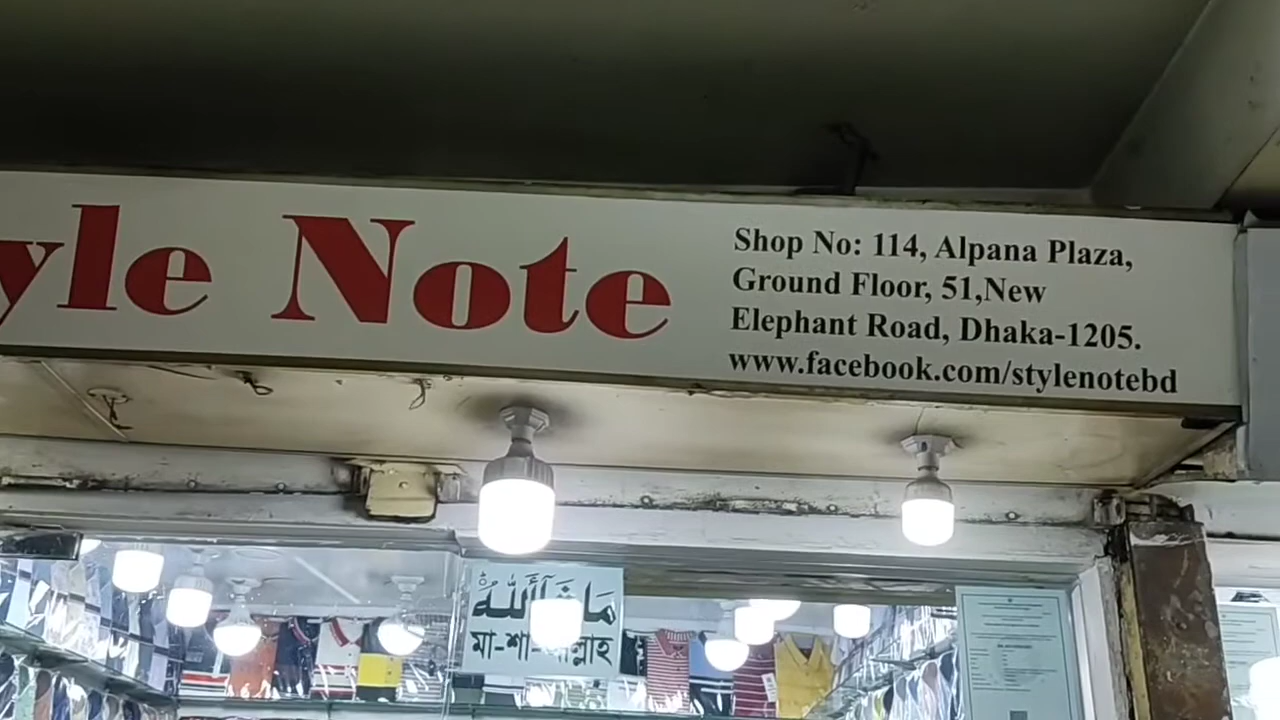 yle Note
Shop No: 114, Alpana Plaza,
Ground Floor, 51,New
Elephant Road, Dhaka-1205.
www.facebook.com/stylenotebd
ما شاء الله
মা-শা-